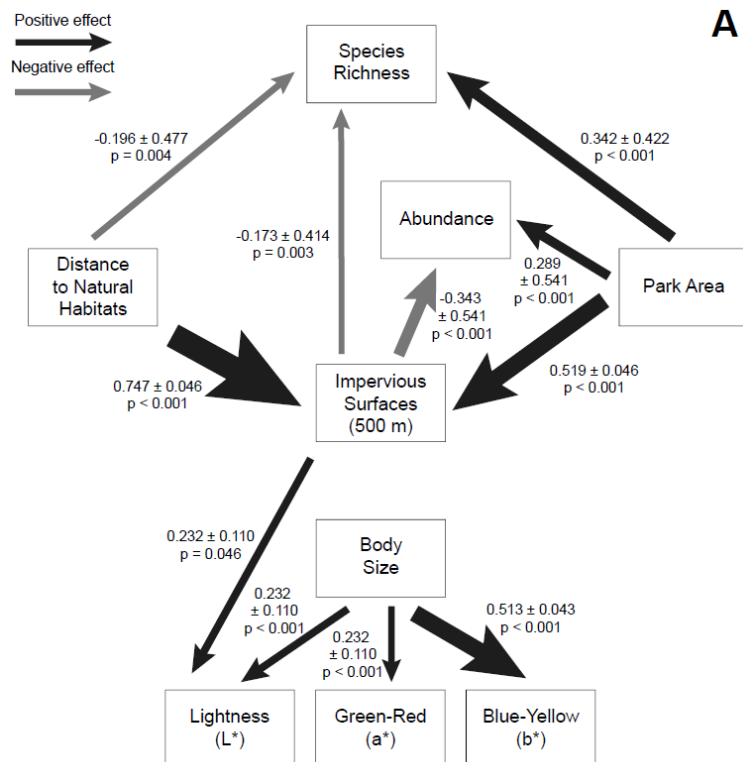 Positive effect
A
Negative effect
Species
Richness
-0.196 ± 0.477
p = 0.004
0.342 ± 0.422
p < 0.001
Abundance
-0.173 ± 0.414
p = 0.003
Distance
to Natural
Habitats
0.289
± 0.541
p < 0.001
Park Area
-0.343
± 0.541
p < 0.001
0.747 ± 0.046
p < 0.001
Impervious
Surfaces
(500 m)
0.519 ± 0.046
p < 0.001
0.232 ± 0.110
p = 0.046
Body
Size
0.232
± 0.110
p < 0.001
0.232
± 0.110
p < 0.001
0.513 ± 0.043
p < 0.001
Lightness
(L*)
Green-Red
(a*)
Blue-Yellow
(b*)